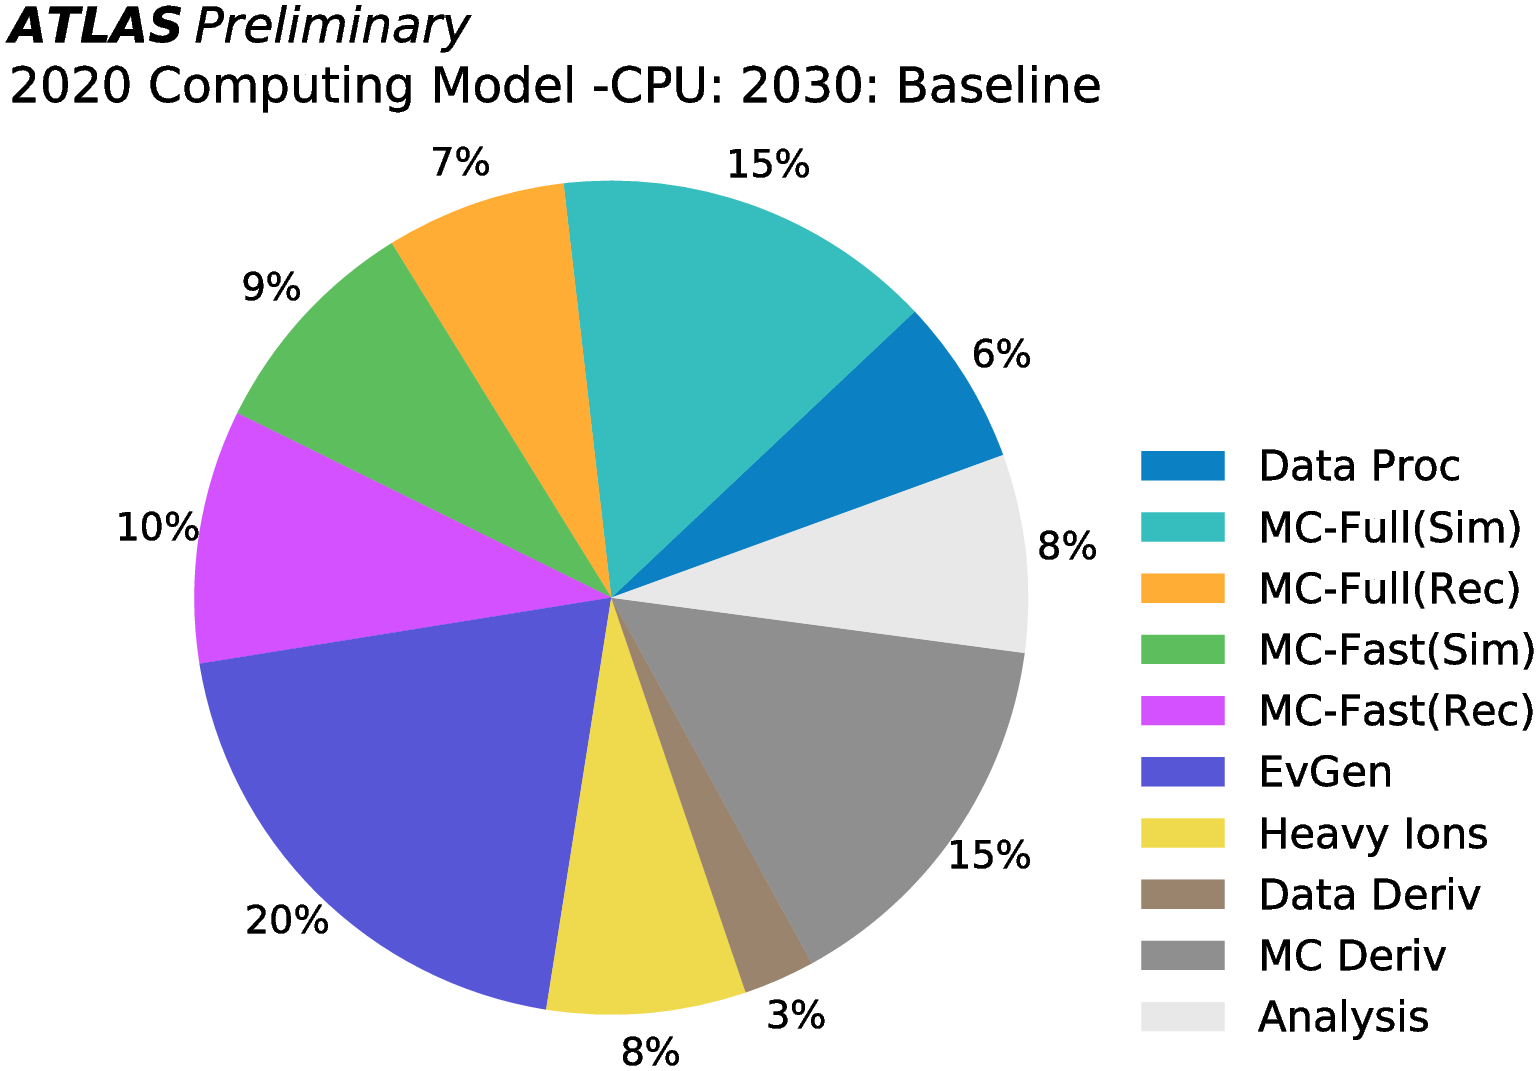 ATLAS Preliminary
2020 Computing Model -CPU: 2030: Baseline
7%
15%
9%
6%
10%
8%
20%
15%
8%
3%
Data Proc
MC-Full(Sim)
MC-Full(Rec)
MC-Fast(Sim)
MC-Fast(Rec)
EvGen
Heavy Ions
Data Deriv
MC Deriv
Analysis